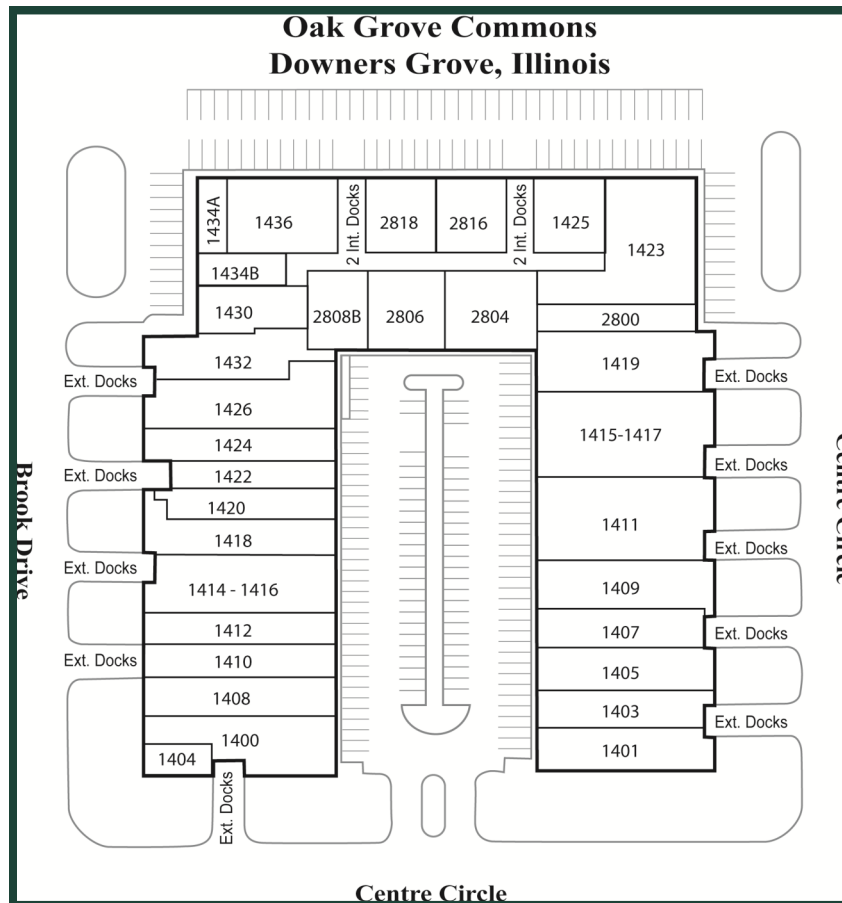 Oak Grove Commons
Downers Grove, Illinois
1434A
1436
2 Int. Docks
2818
2816
2 Int. Docks
1425
1423
1434B
1430
2808B
2806
2804
2800
1432
1419
Ext. Docks
Ext. Docks
1426
1424
1415-1417
Ext. Docks
1422
Ext. Docks
1420
1418
1411
Ext. Docks
Ext. Docks
1414 - 1416
1409
1412
1407
Ext. Docks
Ext. Docks
1410
1405
1408
1403
Ext. Docks
1400
1404
1401
Ext. Docks
Brook Drive
Centre Circle